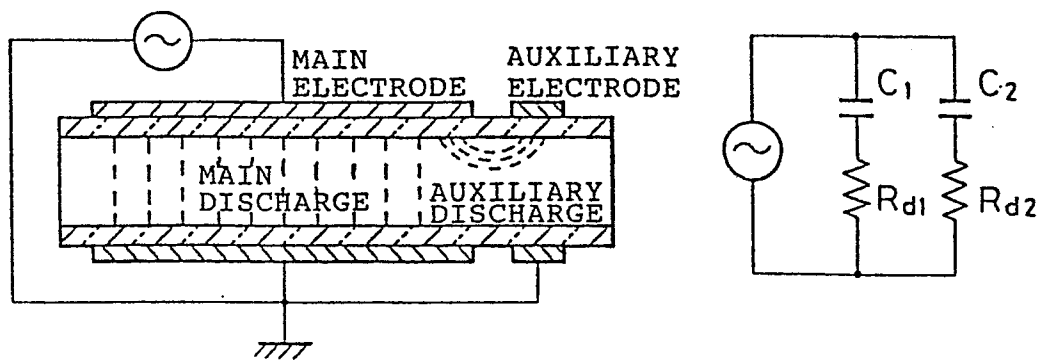 MAIN
ELECTRODE
AUXILIARY
ELECTRODE
MAIN
DISCHARGE
AUXILIARY
DISCHARGE
C1
C2
Rd1
Rd2